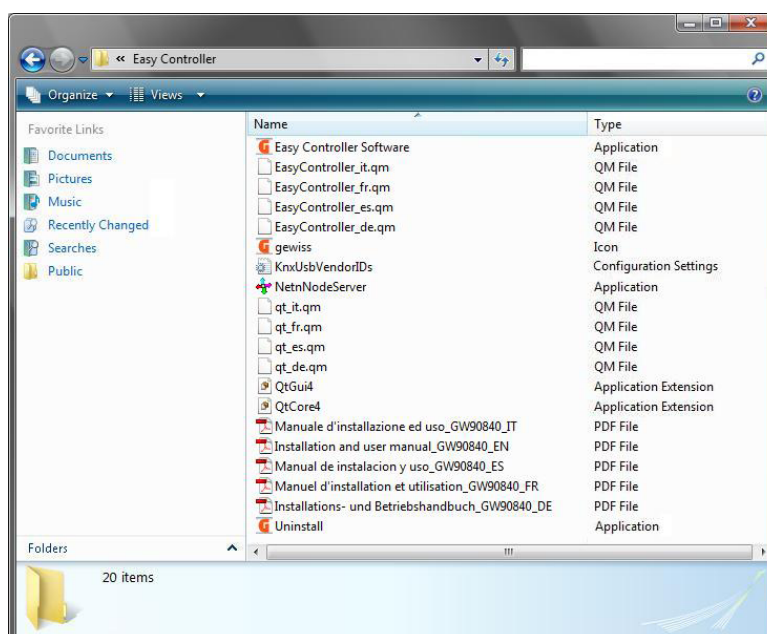 « Easy Controller
Organize Views
Favorite Links
Documents
Pictures
Music
Recently Changed
Searches
Public
Folders
Name Type
Easy Controller Software Application
EasyController_it.qm QM File
EasyController_fr.qm QM File
EasyController_es.qm QM File
EasyController_de.qm QM File
gewiss Icon
KnxUsbVendorIDs Configuration Settings
NetnNodeServer Application
qt_it.qm QM File
qt_fr.qm QM File
qt_es.qm QM File
qt_de.qm QM File
QtGui4 Application Extension
QtCore4 Application Extension
Manuale d'installazione ed uso_GW90840_IT PDF File
Installation and user manual_GW90840_EN PDF File
Manual de instalacion y uso_GW90840_ES PDF File
Manuel d'installation et utilisation_GW90840_FR PDF File
Installations- und Betriebshandbuch_GW90840_DE PDF File
Uninstall Application
20 items